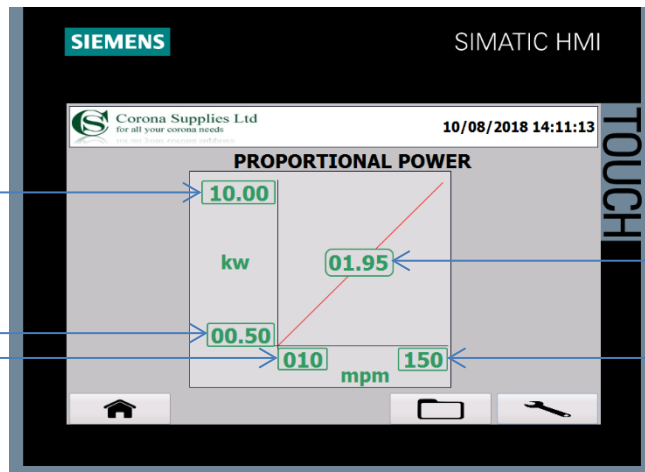 SIEMENS
SIMATIC HMI
TOUCH
Corona Supplies Ltd
for all your corona needs
10/08/2018 14:11:13
PROPORTIONAL POWER
10.00
kw
01.95
00.50
010
150
mpm